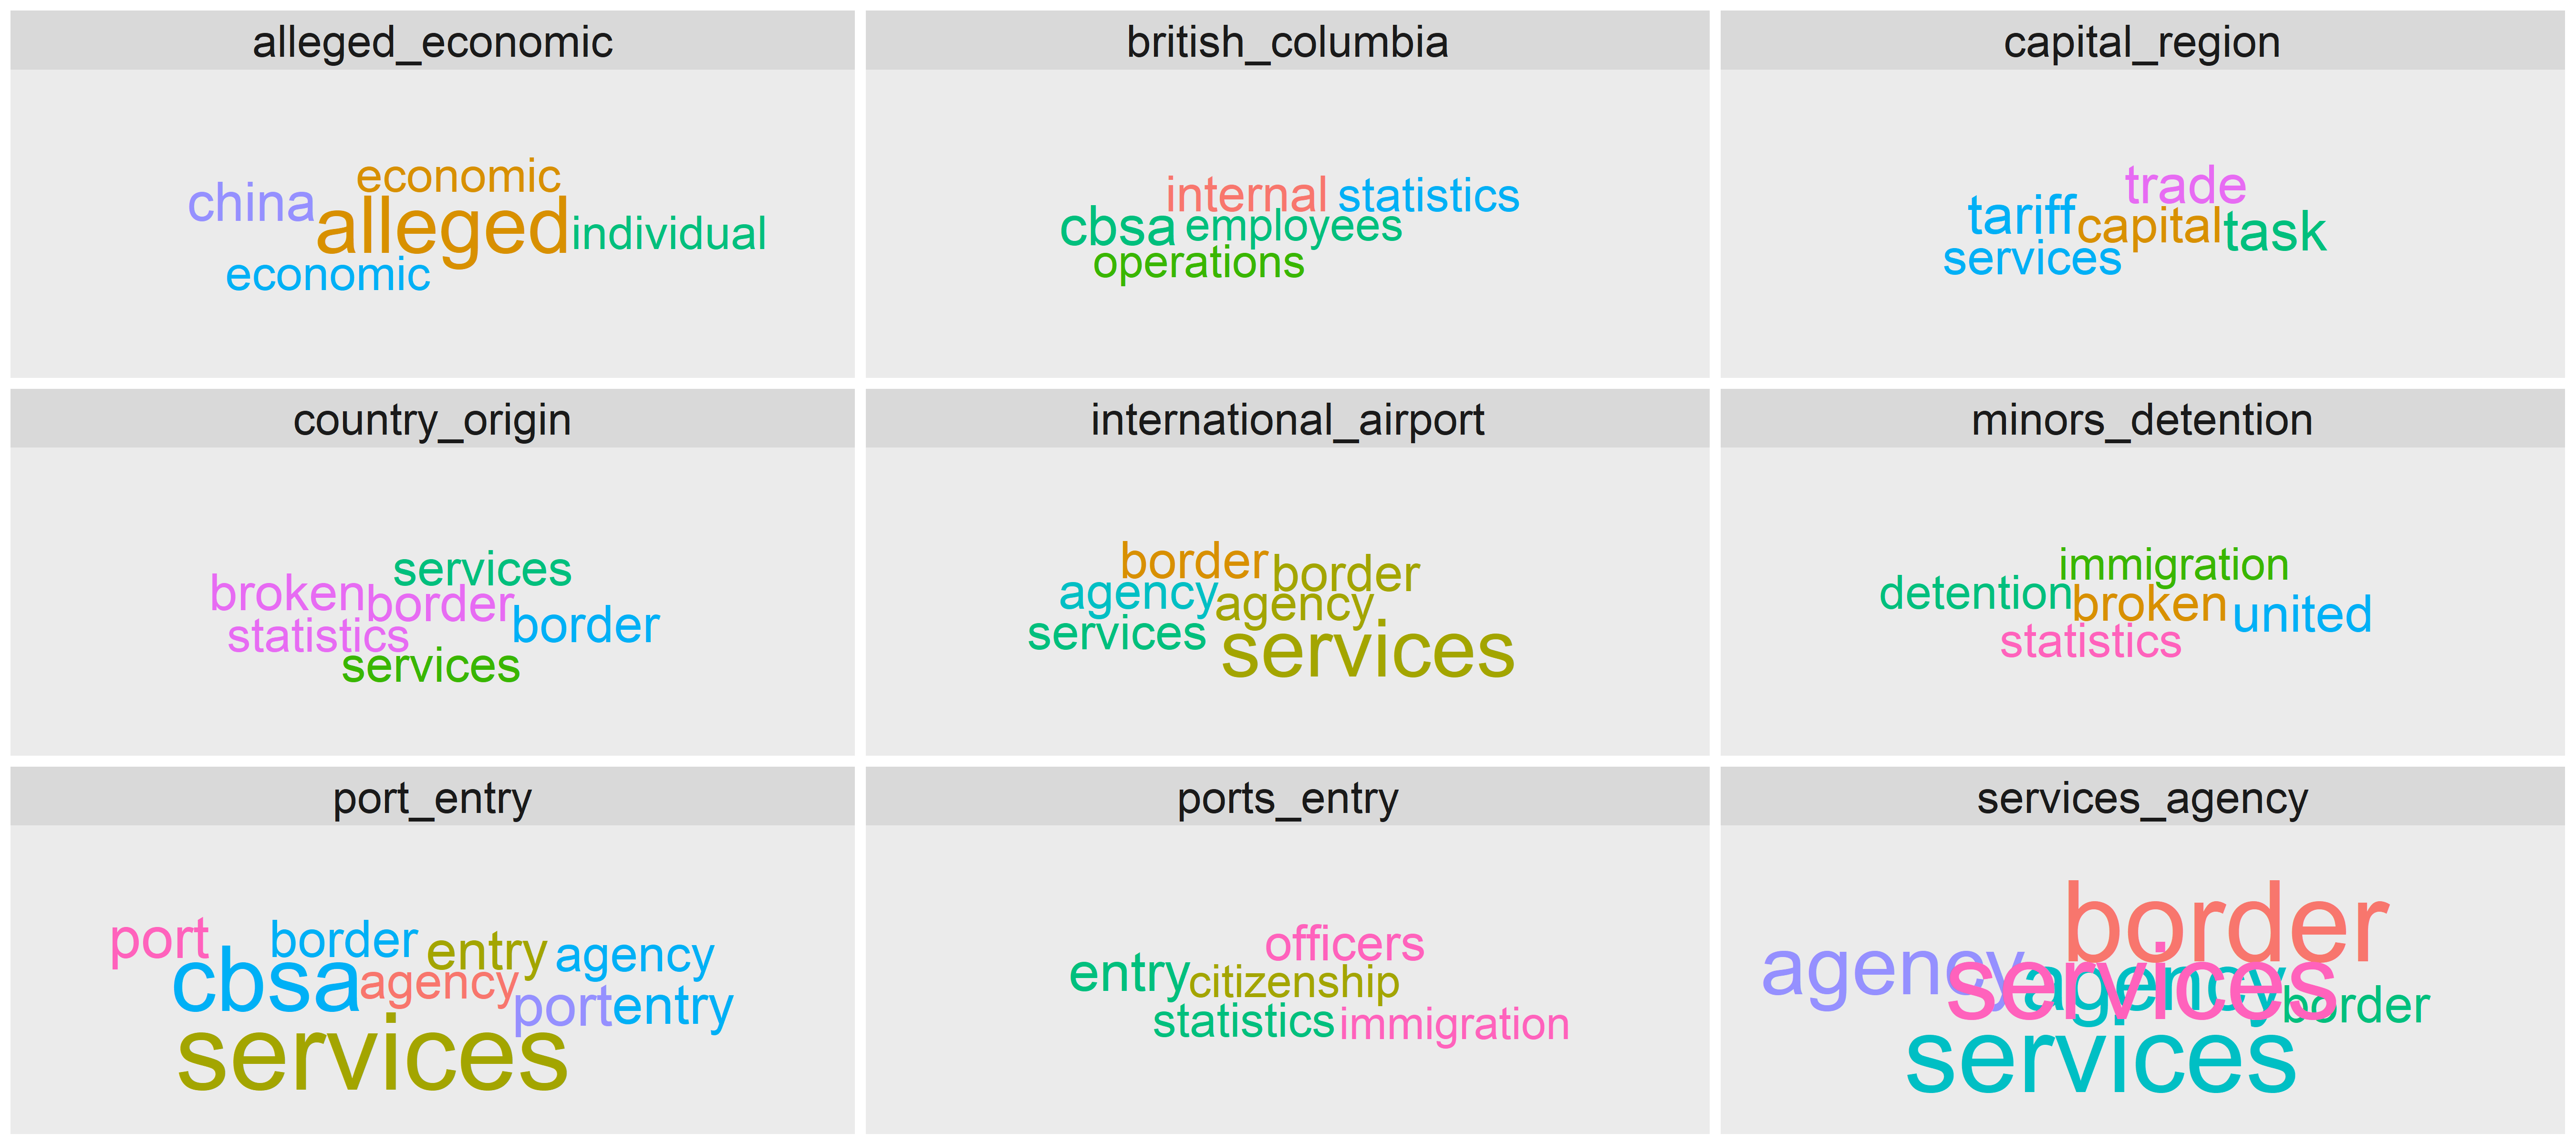 alleged_economic
economic
china
alleged
individual
economic
british_columbia
internal statistics
cbsa employees
operations
capital_region
trade
tariff capital task
services
country_origin
services
broken border
border
statistics
services
international_airport
border border
agency agency
services services
minors_detention
immigration
detention broken united
statistics
port_entry
port border entry agency
cbsa agency port entry
services
ports_entry
officers
entry citizenship
statistics immigration
services_agency
border
agency services agency border
services